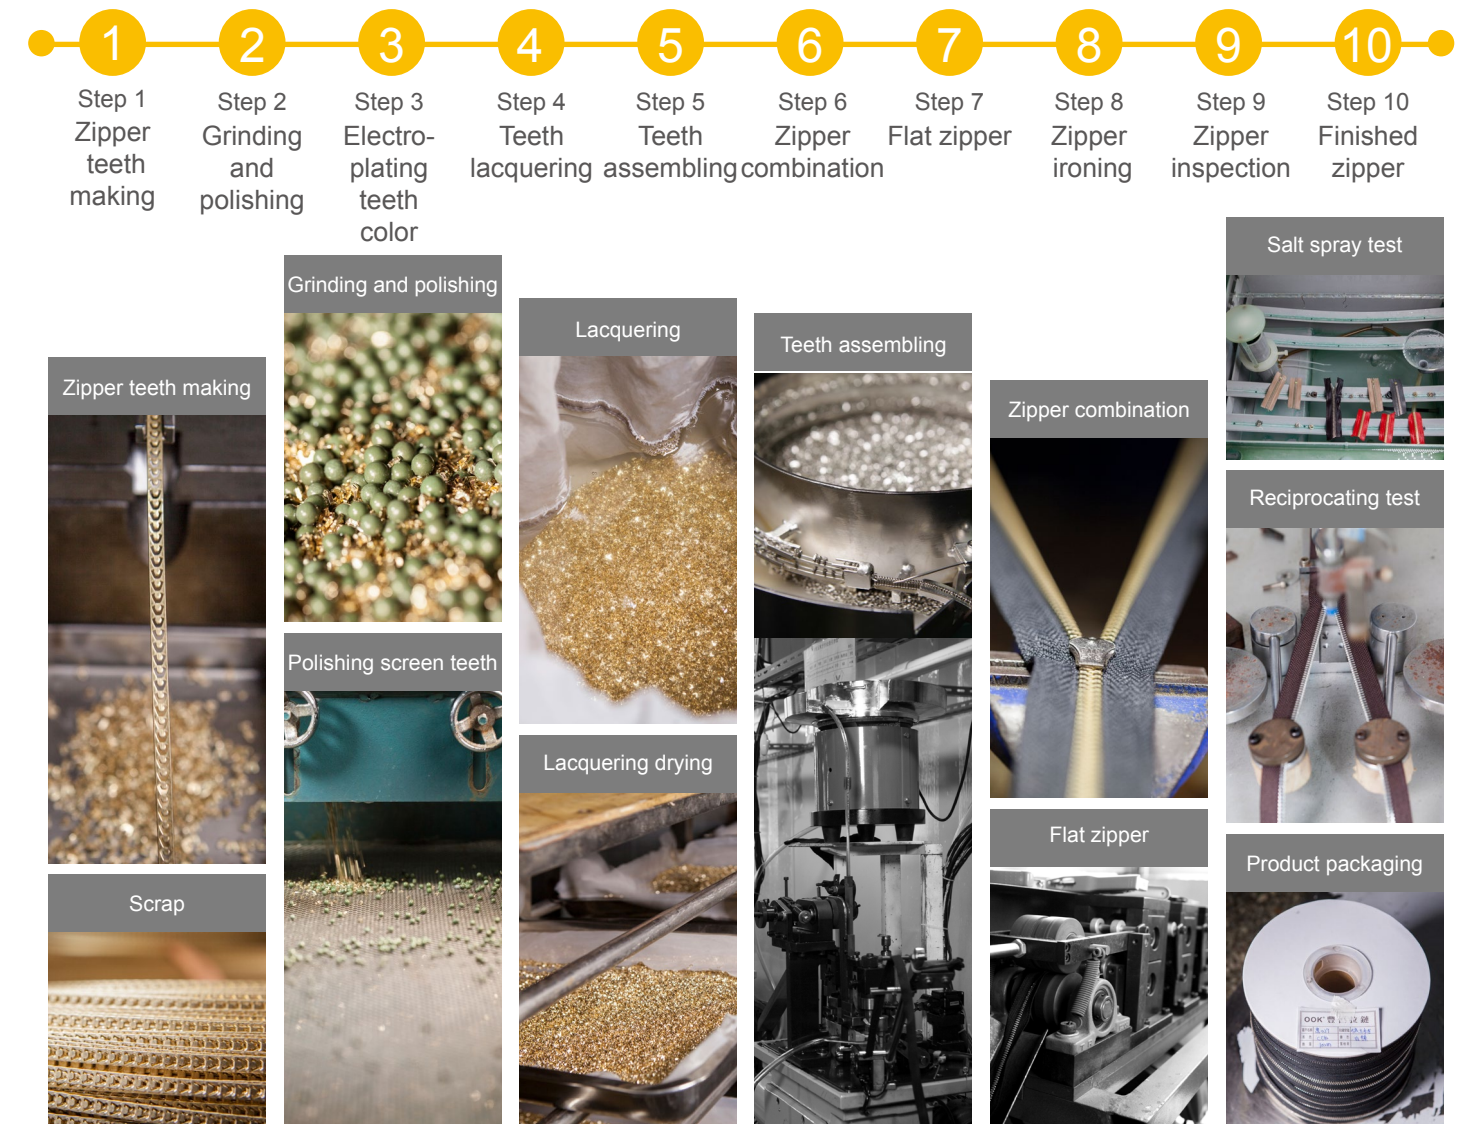 1 2 3 4 5 6 7 8 9 10
Step 1
Zipper
teeth
making
Step 2
Grinding
and
polishing
Step 3
Electro-
plating
teeth
color
Step 4
Teeth
lacquering
Step 5
Teeth
assembling
Step 6
Zipper
combination
Step 7
Flat zipper
Step 8
Zipper
ironing
Step 9
Zipper
inspection
Step 10
Finished
zipper
Zipper teeth making
Scrap
Grinding and polishing
Polishing screen teeth
Lacquering
Lacquering drying
Teeth assembling
Zipper combination
Flat zipper
Salt spray test
Reciprocating test
Product packaging
OOK 豐 拉鏈